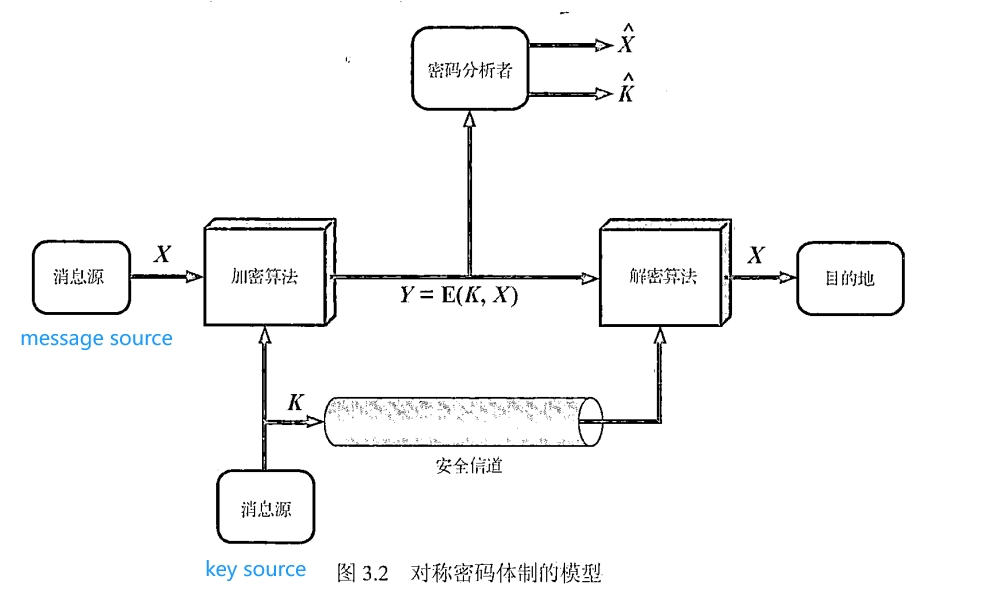 密码分析者
X̂
K̂
消息源
X
加密算法
Y = E(K, X)
解密算法
X
目的地
message source
K
安全信道
消息源
key source
图 3.2 对称密码体制的模型